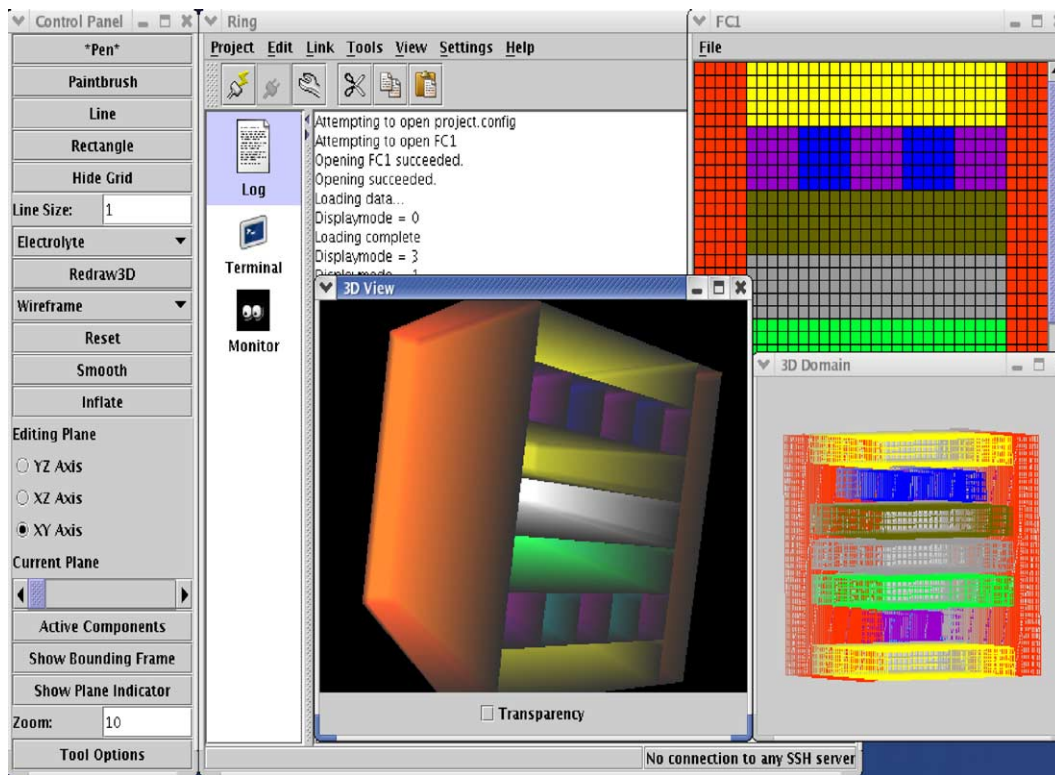 Control Panel
*Pen*
Paintbrush
Line
Rectangle
Hide Grid
Line Size: 1
Electrolyte
Redraw3D
Wireframe
Reset
Smooth
Inflate
Editing Plane
YZ Axis
XZ Axis
XY Axis
Current Plane
Active Components
Show Bounding Frame
Show Plane Indicator
Zoom: 10
Tool Options
Ring
Project Edit Link Tools View Settings Help
Log
Terminal
Monitor
Attempting to open project.config
Attempting to open FC1
Opening FC1 succeeded.
Opening succeeded.
Loading data...
Displaymode = 0
Loading complete
Displaymode = 3
Displaymode = 1
3D View
Transparency
No connection to any SSH server
FC1
File
3D Domain